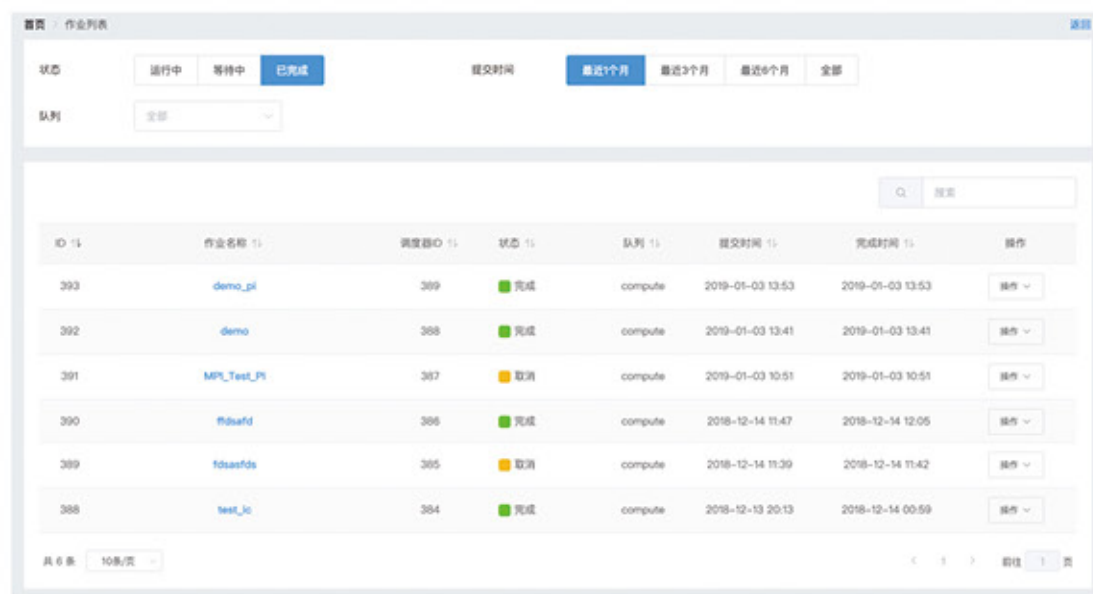 首页 作业列表 返回
状态 运行中 等待中 已完成 提交时间 最近1个月 最近3个月 最近6个月 全部
队列 全部
搜索
ID 作业名称 调度器ID 状态 队列 提交时间 完成时间 操作
393 demo_pi 389 完成 compute 2019-01-03 13:53 2019-01-03 13:53 操作
392 demo 388 完成 compute 2019-01-03 13:41 2019-01-03 13:41 操作
391 MPI_Test_PI 387 取消 compute 2019-01-03 10:51 2019-01-03 10:51 操作
390 ffdsafd 386 完成 compute 2018-12-14 11:47 2018-12-14 12:05 操作
389 fdsasfds 385 取消 compute 2018-12-14 11:39 2018-12-14 11:42 操作
388 test_ic 384 完成 compute 2018-12-13 20:13 2018-12-14 00:59 操作
共 6 条 10条/页 < 1 > 前往 1 页